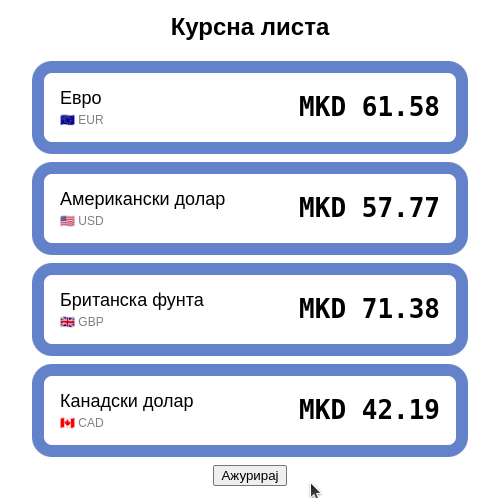 Курсна листа
Евро
🇪🇺 EUR
MKD 61.58
Американски долар
🇺🇸 USD
MKD 57.77
Британска фунта
🇬🇧 GBP
MKD 71.38
Канадски долар
🇨🇦 CAD
MKD 42.19
Ажурирај